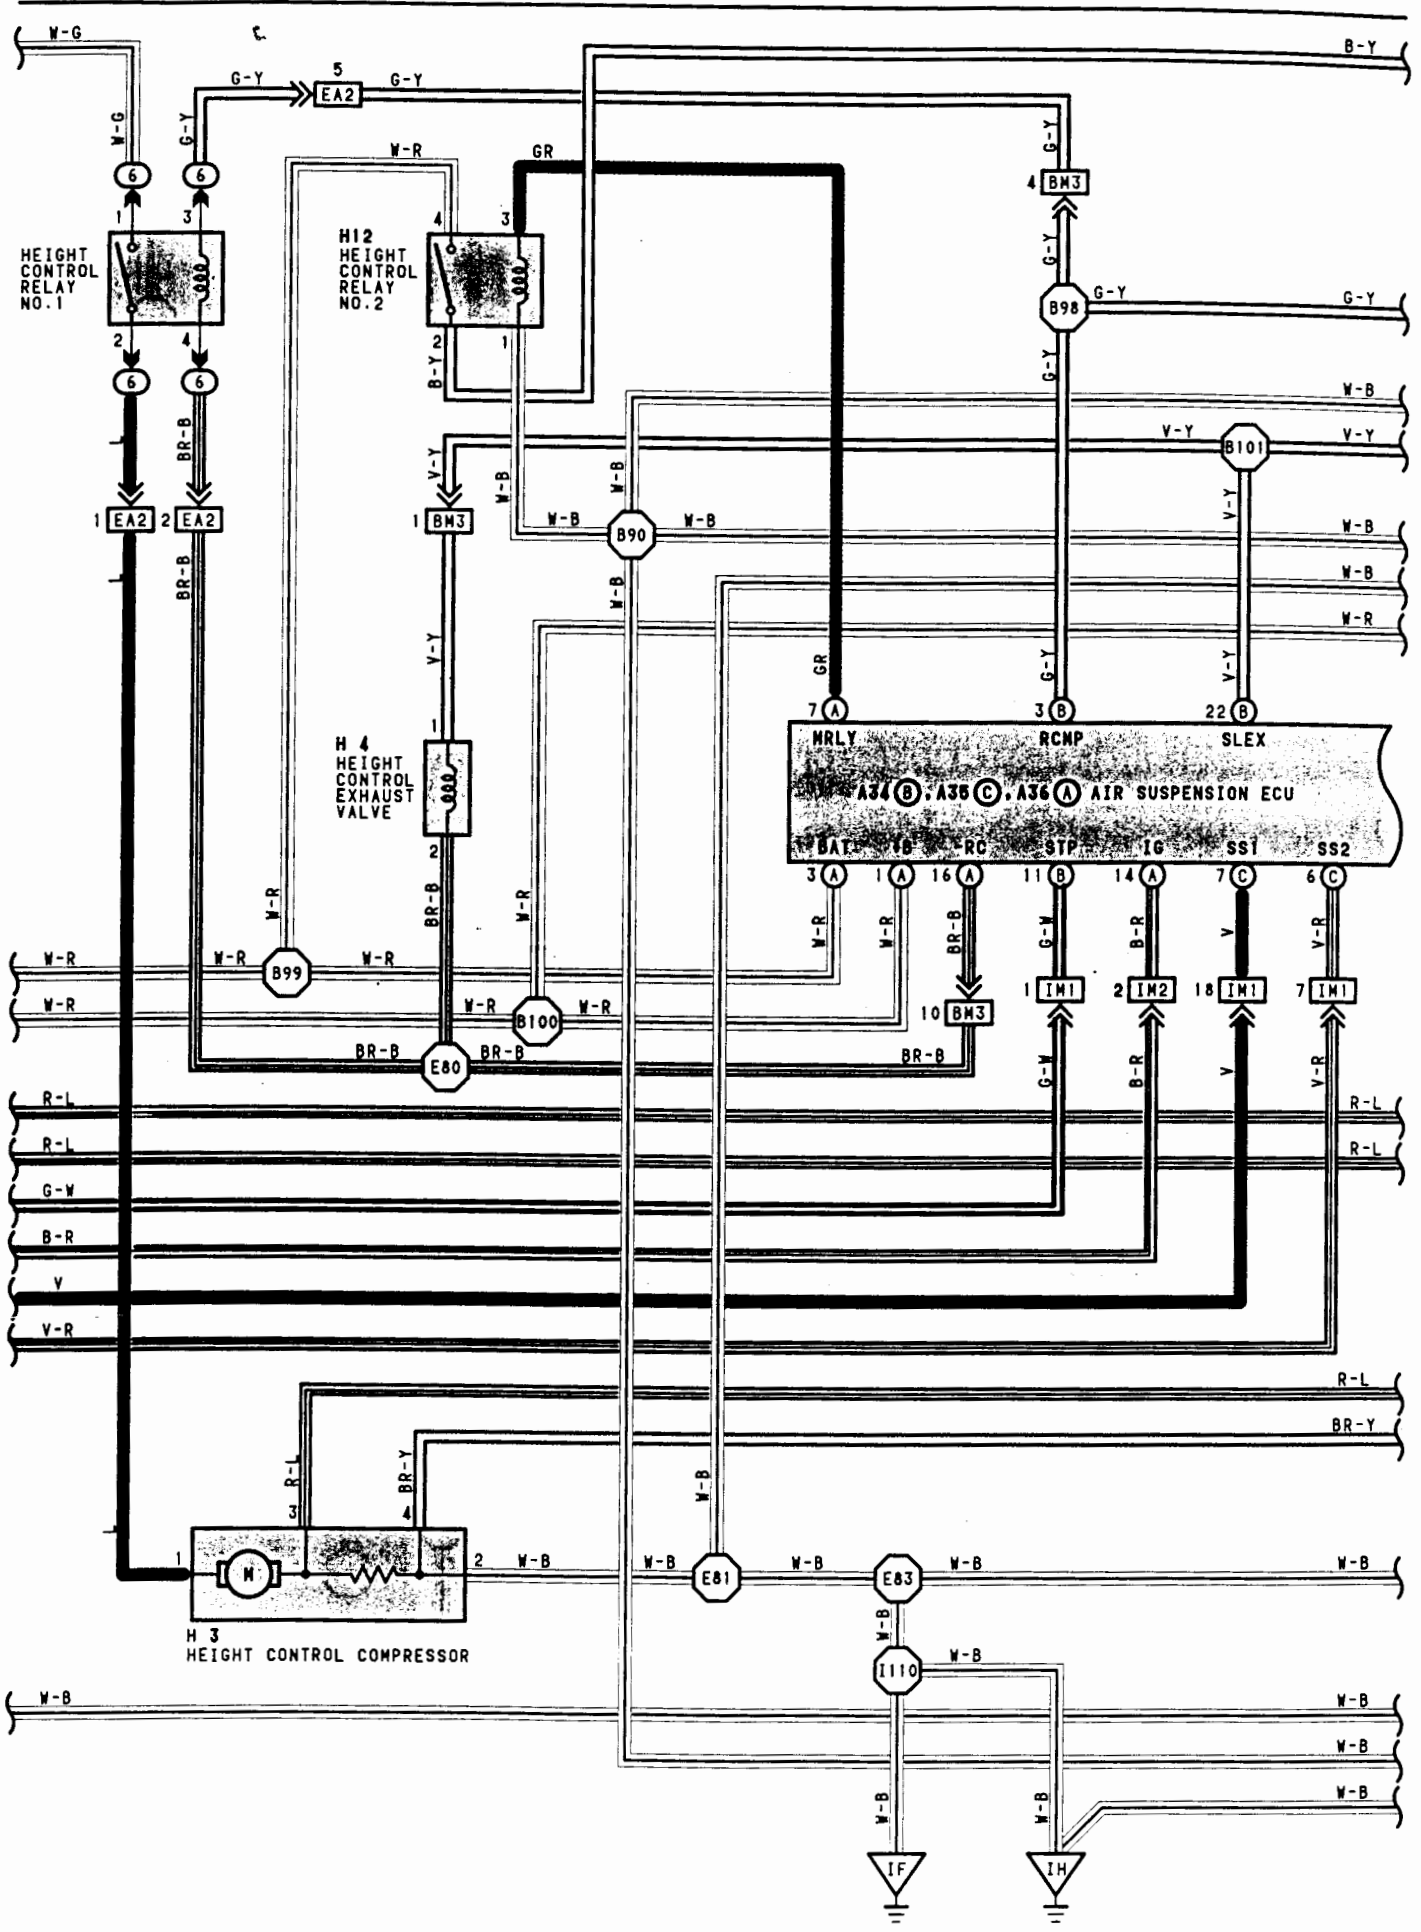 W-G
B-Y
5
G-Y
EA2
G-Y
W-G
G-Y
G-Y
W-R
GR
6
6
4
BM3
1
3
4
3
G-Y
HEIGHT
CONTROL
RELAY
NO.1
H12
HEIGHT
CONTROL
RELAY
NO.2
B98
G-Y
G-Y
2
4
2
1
B-Y
G-Y
6
6
W-B
L
BR-B
V-Y
W-B
W-B
V-Y
B101
V-Y
V-Y
1
EA2
2
EA2
1
BM3
W-B
B90
W-B
W-B
L
BR-B
W-B
W-B
W-R
V-Y
GR
G-Y
V-Y
7
A
3
B
22
B
1
MRLY
RCMP
SLEX
H 4
HEIGHT
CONTROL
EXHAUST
VALVE
A34 B , A35 C , A36 A AIR SUSPENSION ECU
2
BAT
+B
-RC
STP
IG
SS1
SS2
3
A
1
A
16
A
11
B
14
A
7
C
6
C
BR-B
W-R
W-R
W-R
W-R
BR-B
G-W
B-R
V
V-R
W-R
W-R
B99
W-R
1
IM1
2
IM2
18
IM1
7
IM1
W-R
W-R
B100
W-R
10
BM3
BR-B
E80
BR-B
BR-B
G-W
B-R
V
V-R
R-L
R-L
R-L
R-L
G-W
B-R
V
V-R
R-L
BR-Y
R-L
BR-Y
W-B
3
4
L
1
M
2
W-B
W-B
E81
W-B
E83
W-B
W-B
W-B
H 3
HEIGHT CONTROL COMPRESSOR
I110
W-B
W-B
W-B
W-B
W-B
W-B
W-B
W-B
IF
IH